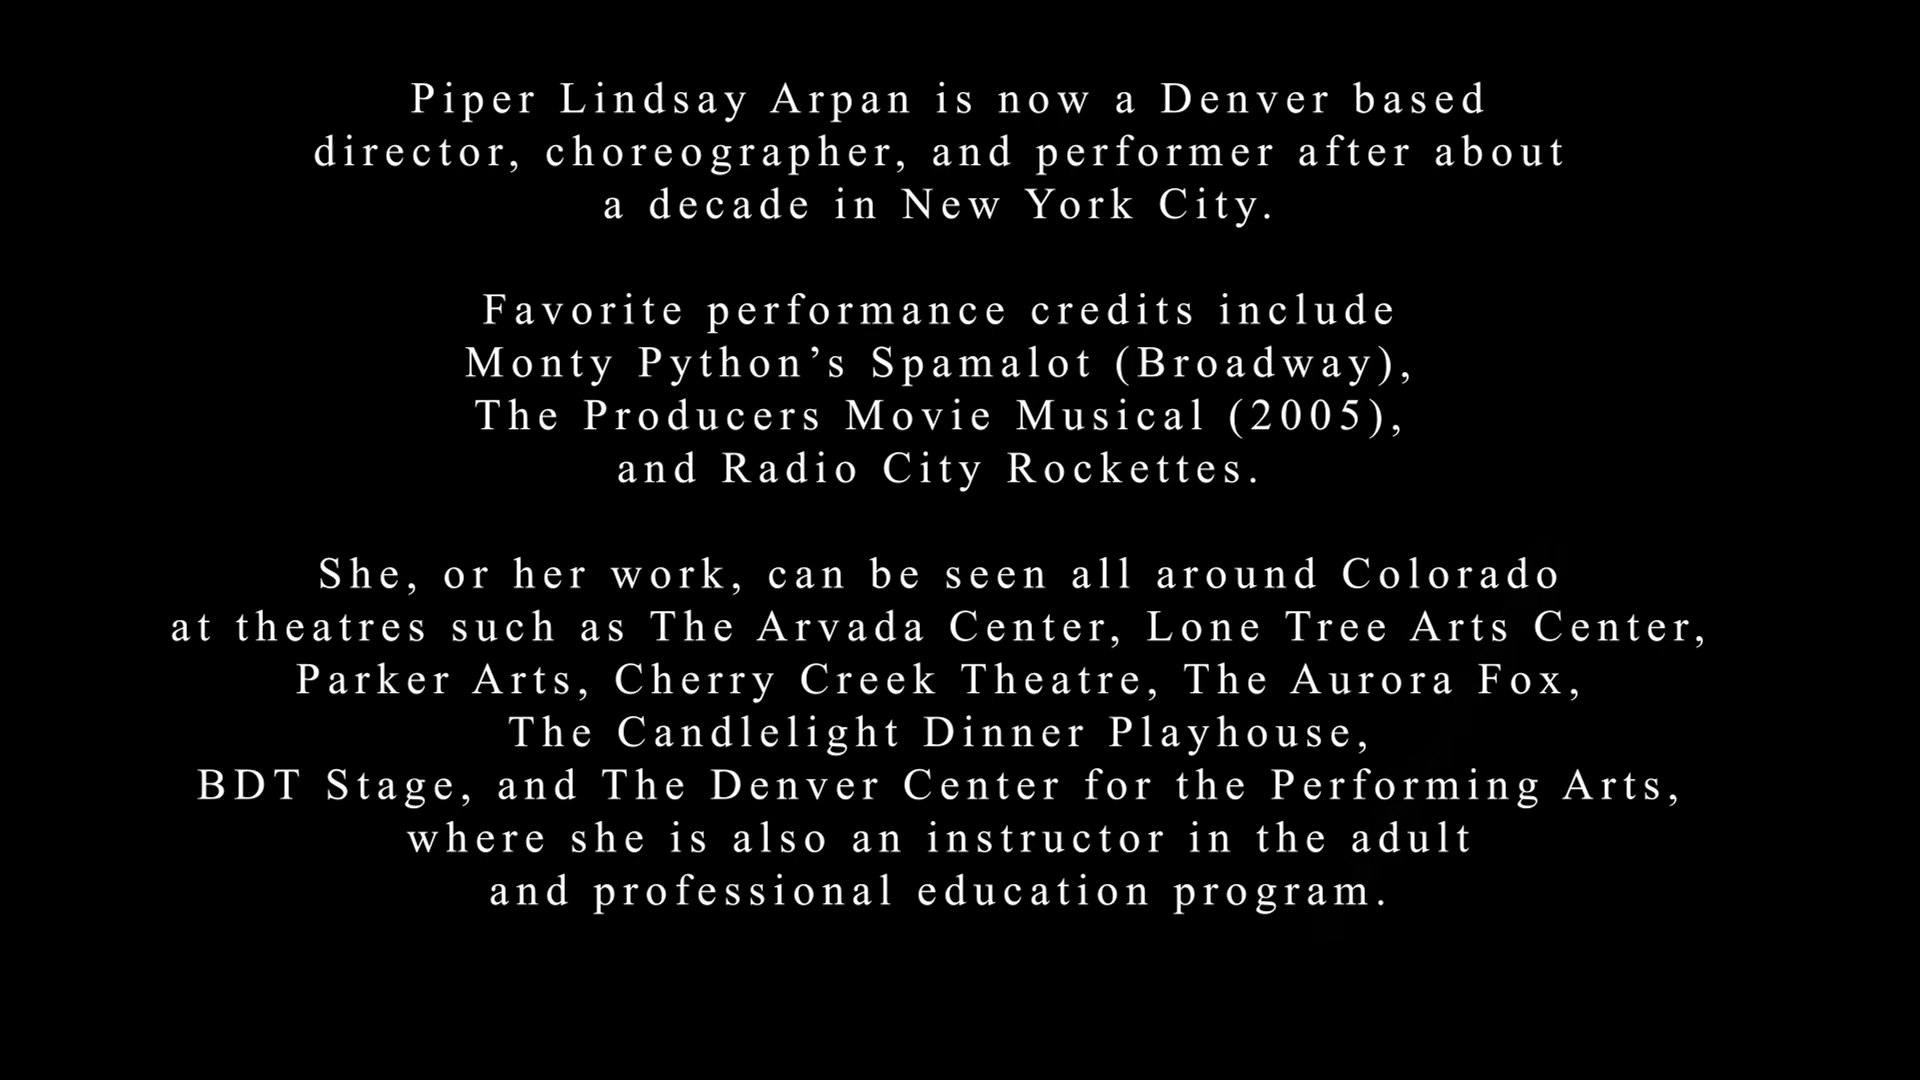 Piper Lindsay Arpan is now a Denver based
director, choreographer, and performer after about
a decade in New York City.
Favorite performance credits include
Monty Python’s Spamalot (Broadway),
The Producers Movie Musical (2005),
and Radio City Rockettes.
She, or her work, can be seen all around Colorado
at theatres such as The Arvada Center, Lone Tree Arts Center,
Parker Arts, Cherry Creek Theatre, The Aurora Fox,
The Candlelight Dinner Playhouse,
BDT Stage, and The Denver Center for the Performing Arts,
where she is also an instructor in the adult
and professional education program.